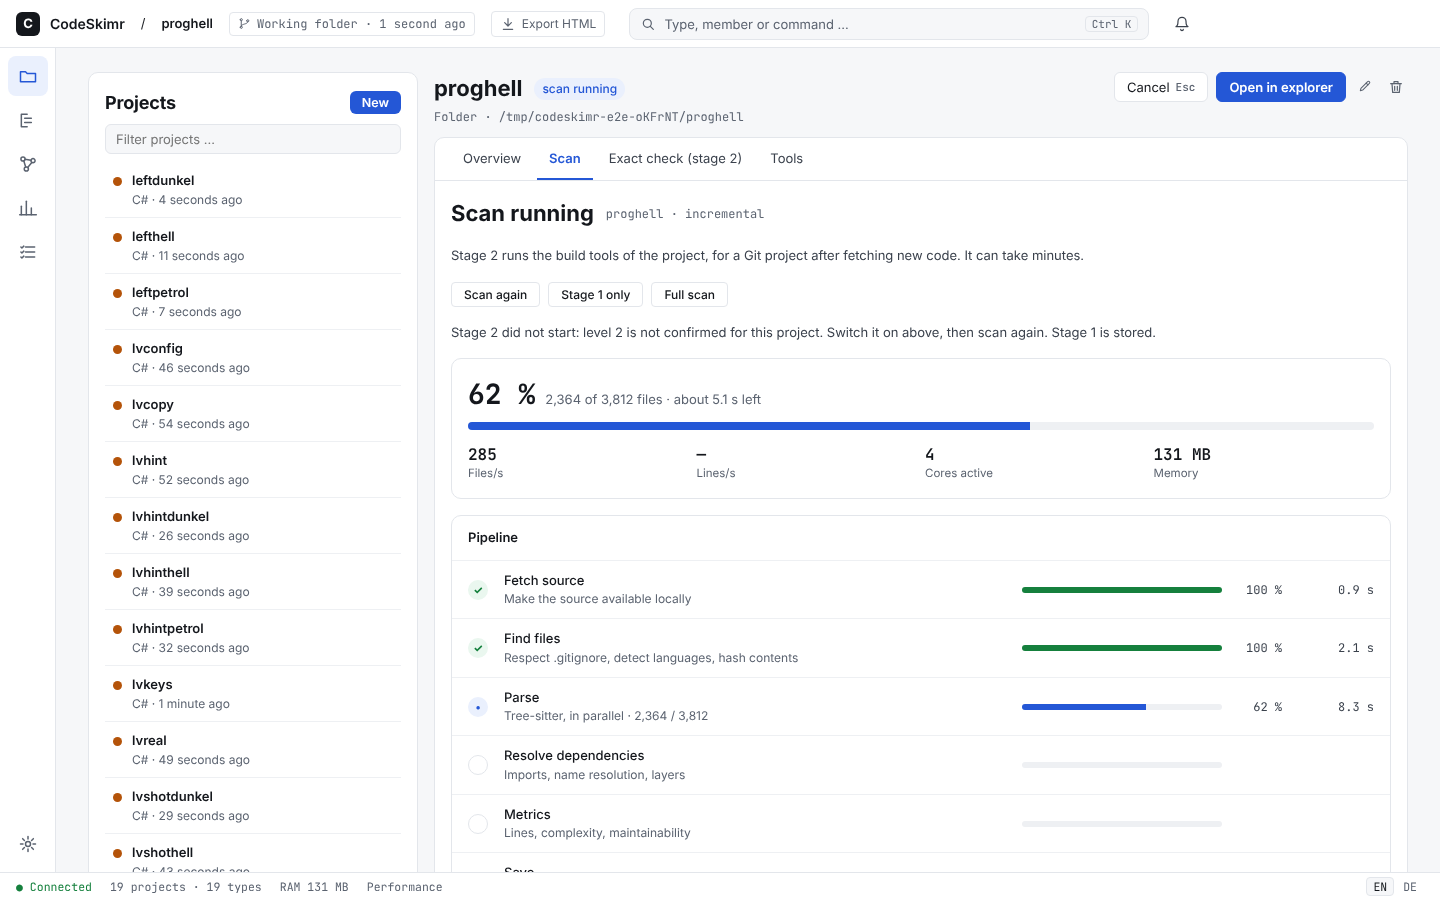 C CodeSkimr / proghell Working folder · 1 second ago Export HTML Type, member or command ... Ctrl K
Projects New
Filter projects ...
leftdunkel
C# · 4 seconds ago
lefthell
C# · 11 seconds ago
leftpetrol
C# · 7 seconds ago
lvconfig
C# · 46 seconds ago
lvcopy
C# · 54 seconds ago
lvhint
C# · 52 seconds ago
lvhintdunkel
C# · 26 seconds ago
lvhinthell
C# · 39 seconds ago
lvhintpetrol
C# · 32 seconds ago
lvkeys
C# · 1 minute ago
lvreal
C# · 49 seconds ago
lvshotdunkel
C# · 29 seconds ago
lvshothell
C# · 43 seconds ago
proghell scan running Cancel Esc Open in explorer
Folder · /tmp/codeskimr-e2e-oKFrNT/proghell
Overview Scan Exact check (stage 2) Tools
Scan running proghell · incremental
Stage 2 runs the build tools of the project, for a Git project after fetching new code. It can take minutes.
Scan again Stage 1 only Full scan
Stage 2 did not start: level 2 is not confirmed for this project. Switch it on above, then scan again. Stage 1 is stored.
62 % 2,364 of 3,812 files · about 5.1 s left
285 – 4 131 MB
Files/s Lines/s Cores active Memory
Pipeline
Fetch source
Make the source available locally
100 % 0.9 s
Find files
Respect .gitignore, detect languages, hash contents
100 % 2.1 s
Parse
Tree-sitter, in parallel · 2,364 / 3,812
62 % 8.3 s
Resolve dependencies
Imports, name resolution, layers
Metrics
Lines, complexity, maintainability
Save
Connected 19 projects · 19 types RAM 131 MB Performance EN DE